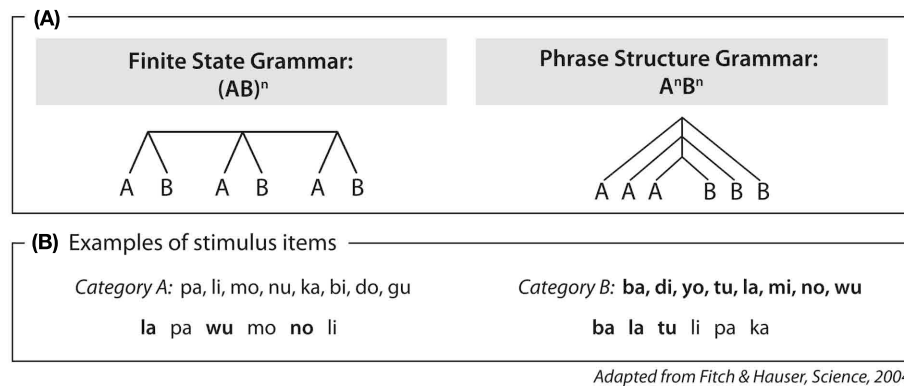 (A)
Finite State Grammar:
(AB)ⁿ
Phrase Structure Grammar:
AⁿBⁿ
A B A B A B
A A A B B B
(B) Examples of stimulus items
Category A: pa, li, mo, nu, ka, bi, do, gu
la pa wu mo no li
Category B: ba, di, yo, tu, la, mi, no, wu
ba la tu li pa ka
Adapted from Fitch & Hauser, Science, 2004